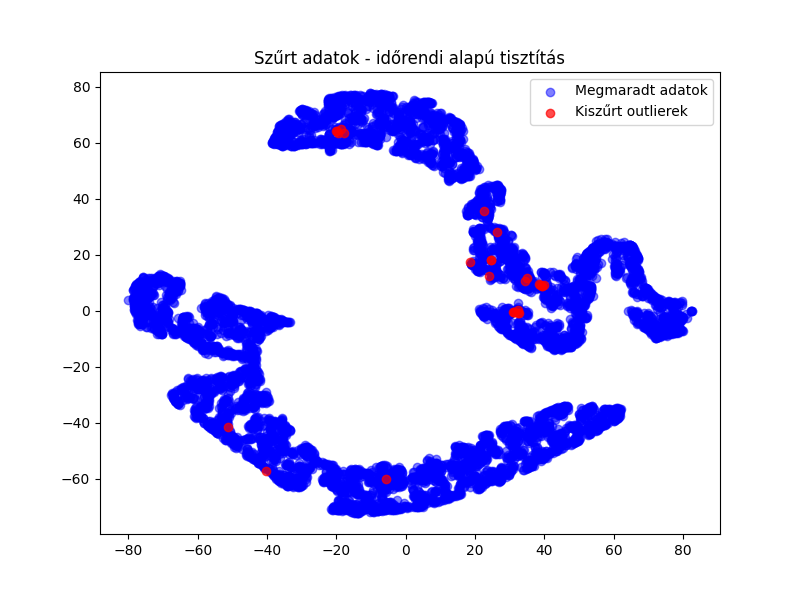 Szűrt adatok - időrendi alapú tisztítás
Megmaradt adatok
Kiszűrt outlierek
80
60
40
20
0
−20
−40
−60
−80 −60 −40 −20 0 20 40 60 80